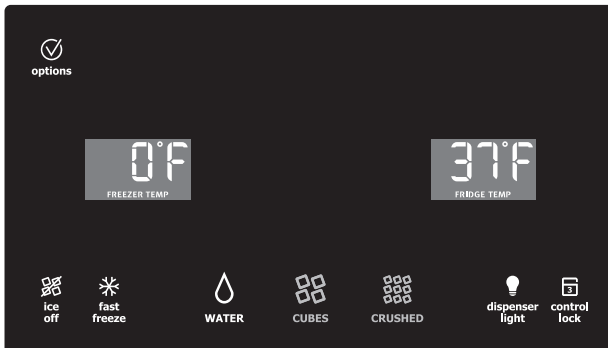 options
0°F
FREEZER TEMP
37°F
FRIDGE TEMP
ice
off
fast
freeze
WATER
CUBES
CRUSHED
dispenser
light
3
control
lock